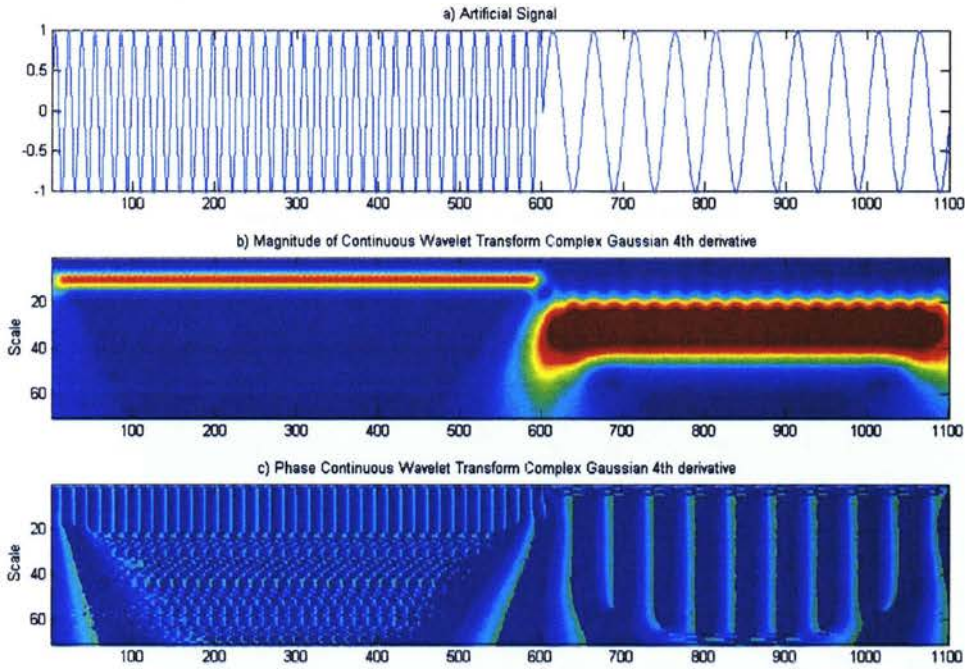 a) Artificial Signal
1
0.5
0
-0.5
-1
100 200 300 400 500 600 700 800 900 1000 1100
b) Magnitude of Continuous Wavelet Transform Complex Gaussian 4th derivative
Scale
20
40
60
100 200 300 400 500 600 700 800 900 1000 1100
c) Phase Continuous Wavelet Transform Complex Gaussian 4th derivative
Scale
20
40
60
100 200 300 400 500 600 700 800 900 1000 1100